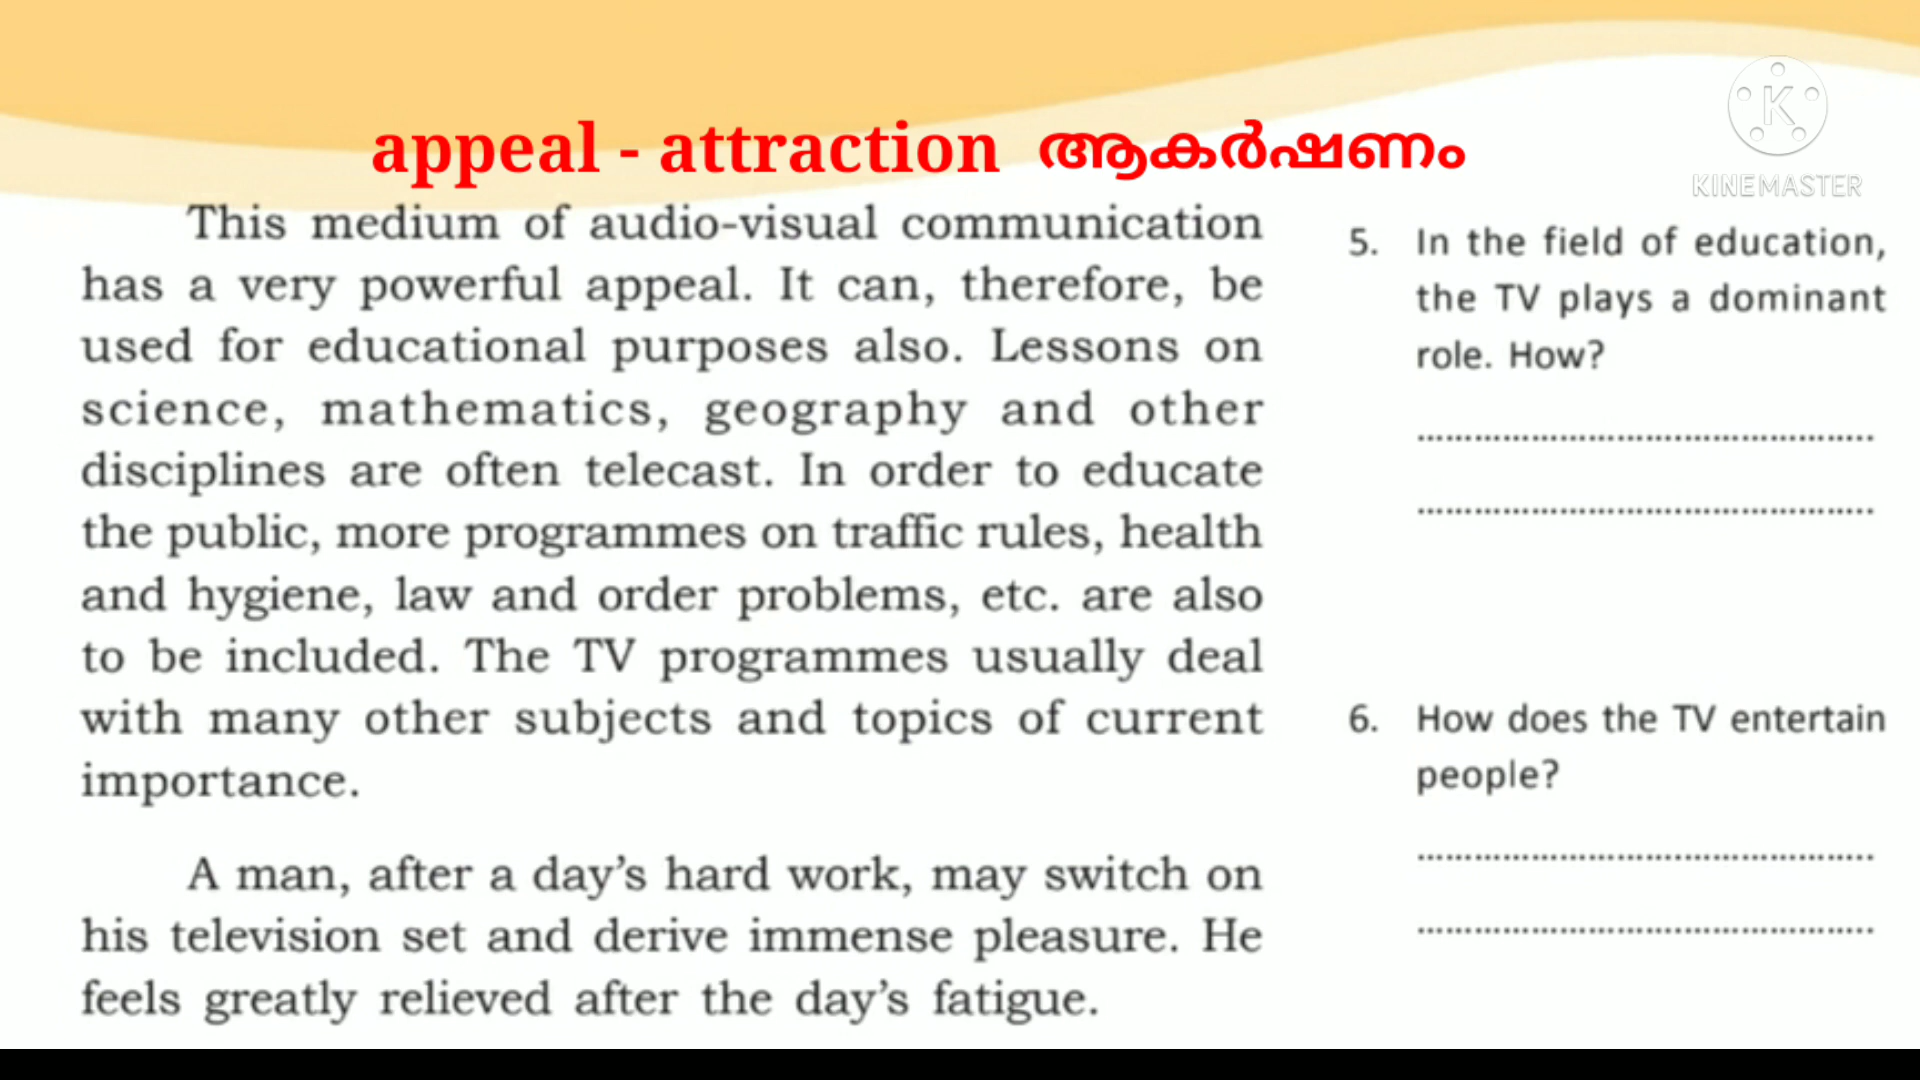 appeal - attraction ആകർഷണം
K
KINEMASTER
This medium of audio-visual communication
has a very powerful appeal. It can, therefore, be
used for educational purposes also. Lessons on
science, mathematics, geography and other
disciplines are often telecast. In order to educate
the public, more programmes on traffic rules, health
and hygiene, law and order problems, etc. are also
to be included. The TV programmes usually deal
with many other subjects and topics of current
importance.
A man, after a day's hard work, may switch on
his television set and derive immense pleasure. He
feels greatly relieved after the day's fatigue.
5. In the field of education,
the TV plays a dominant
role. How?
................................................
................................................
6. How does the TV entertain
people?
................................................
................................................